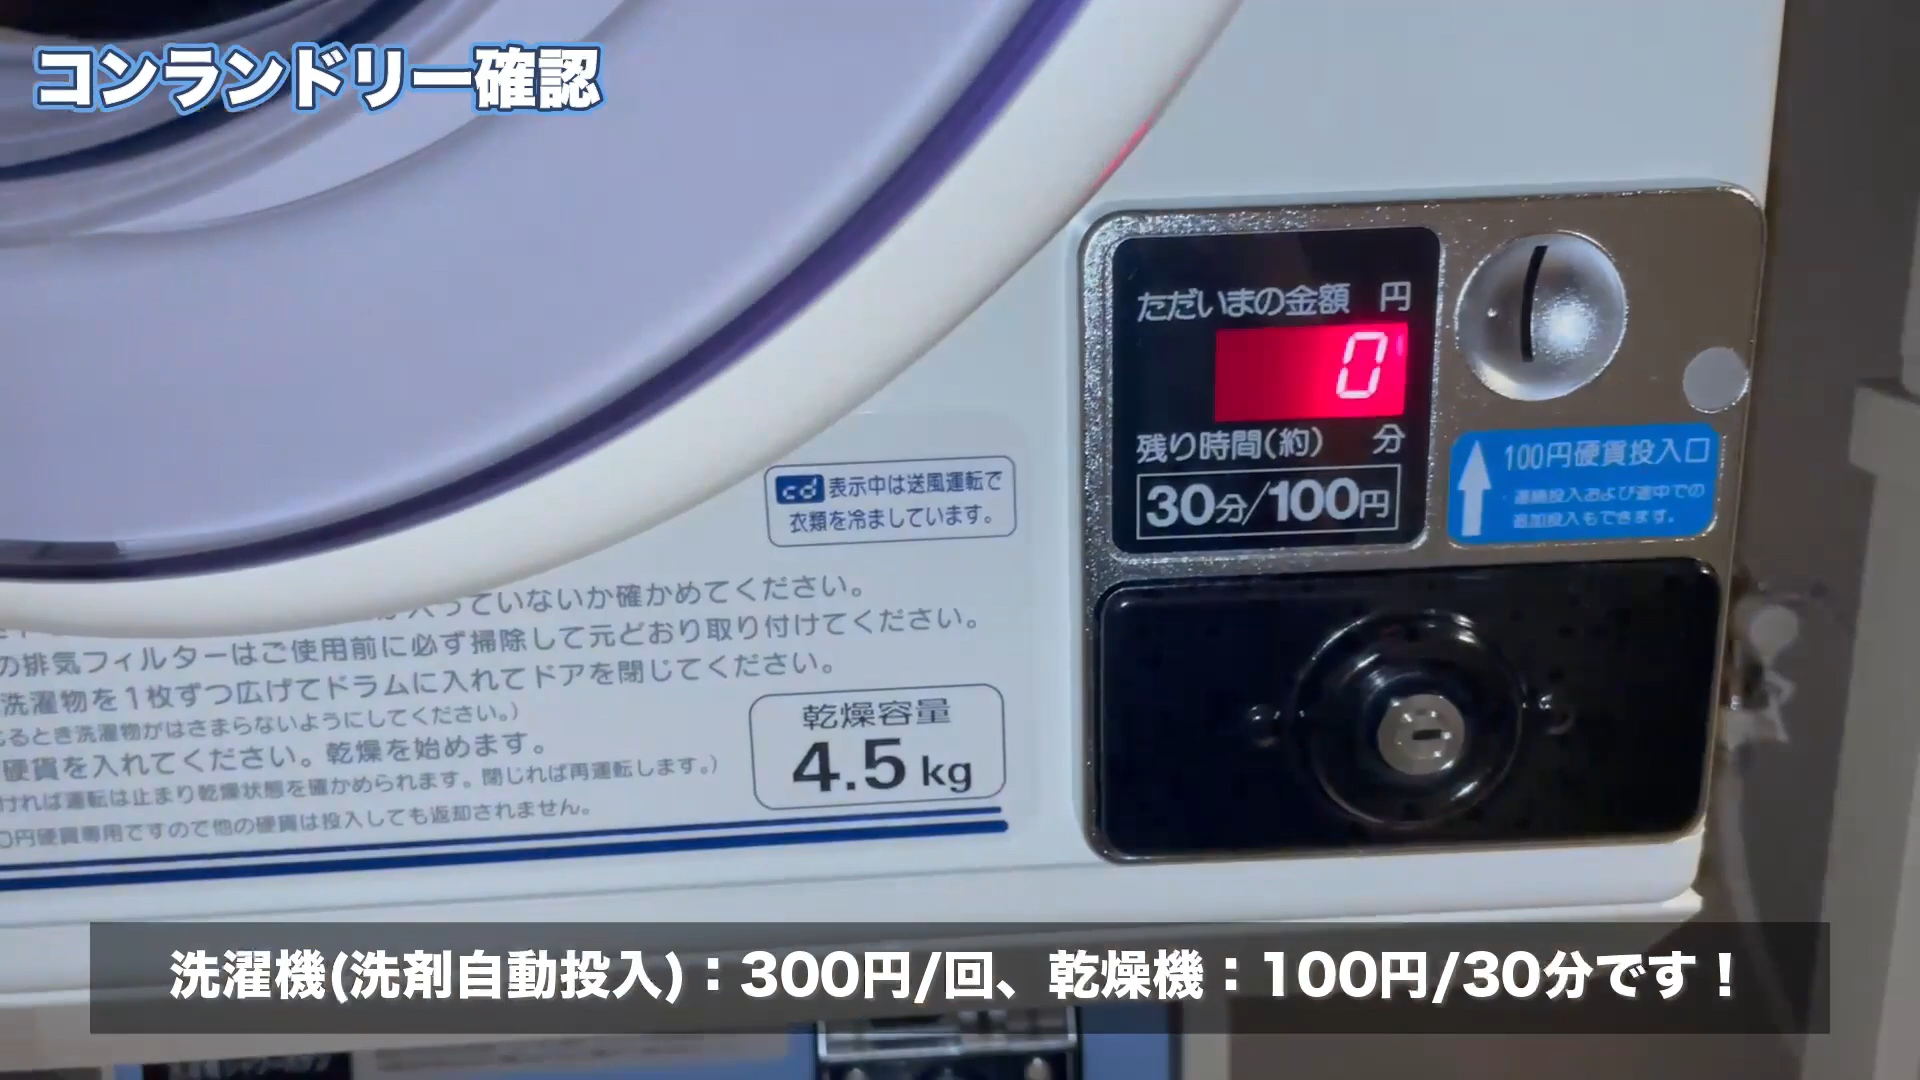 コンランドリー確認
ただいまの金額 円
0
残り時間(約) 分
30分/100円
100円硬貨投入口
連続投入および途中での
追加投入もできます。
cd 表示中は送風運転で
衣類を冷ましています。
っていないか確かめてください。
の排気フィルターはご使用前に必ず掃除して元どおり取り付けてください。
洗濯物を1枚ずつ広げてドラムに入れてドアを閉じてください。
るとき洗濯物がはさまらないようにしてください。)
硬貨を入れてください。乾燥を始めます。
ければ運転は止まり乾燥状態を確かめられます。閉じれば再運転します。)
0円硬貨専用ですので他の硬貨は投入しても返却されません。
乾燥容量
4.5kg
洗濯機(洗剤自動投入):300円/回、乾燥機:100円/30分です!